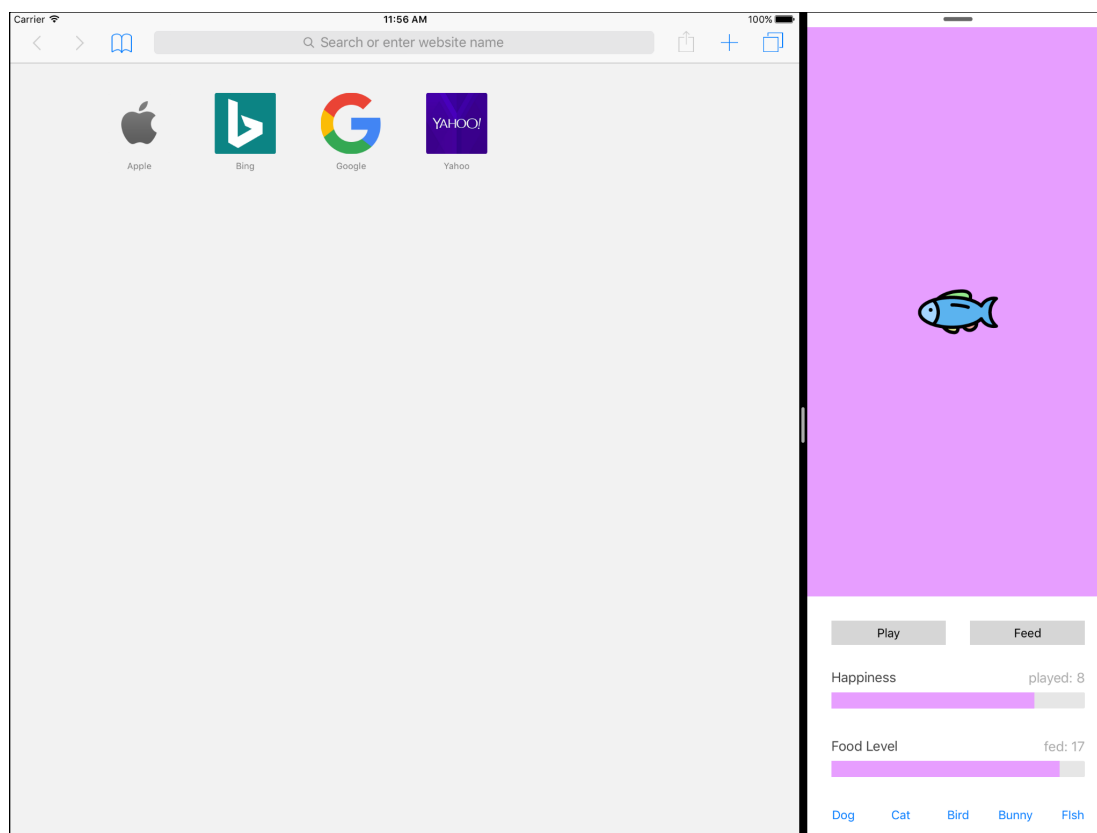 Carrier 11:56 AM 100%
Search or enter website name
YAHOO!
Apple Bing Google Yahoo
Play Feed
Happiness played: 8
Food Level fed: 17
Dog Cat Bird Bunny FIsh